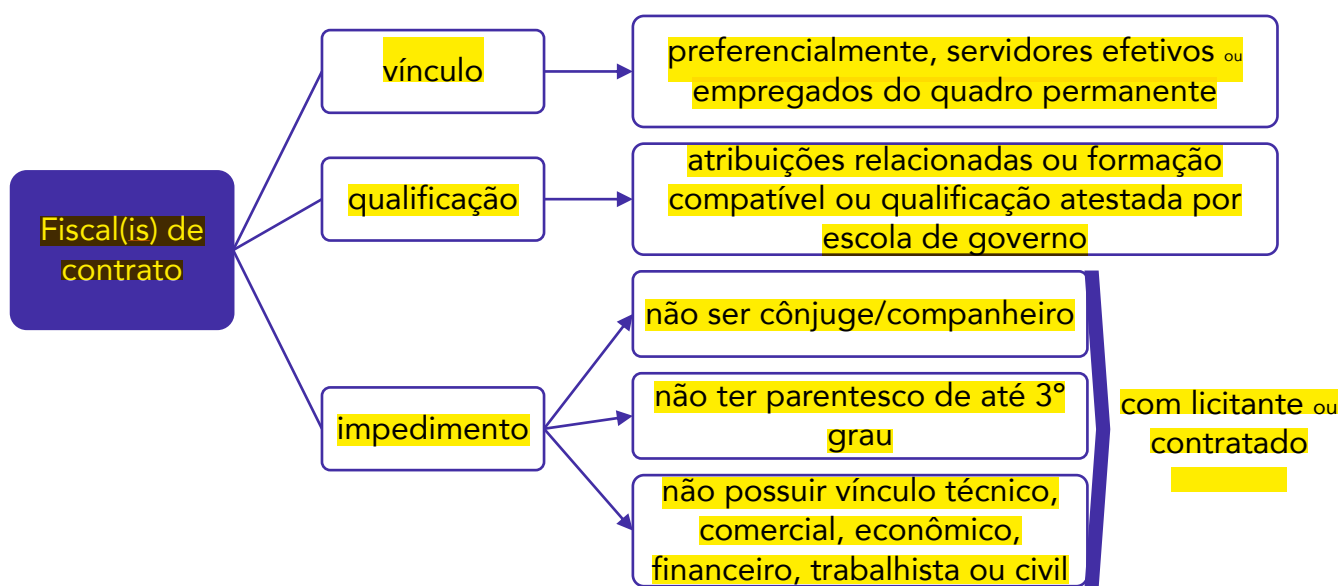 Fiscal(is) de
contrato
vínculo
preferencialmente, servidores efetivos ou
empregados do quadro permanente
qualificação
atribuições relacionadas ou formação
compatível ou qualificação atestada por
escola de governo
impedimento
não ser cônjuge/companheiro
não ter parentesco de até 3º
grau
não possuir vínculo técnico,
comercial, econômico,
financeiro, trabalhista ou civil
com licitante ou
contratado